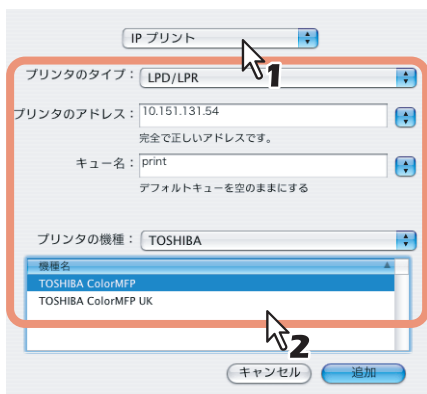 IP プリント
1
プリンタのタイプ： LPD/LPR
プリンタのアドレス： 10.151.131.54
完全で正しいアドレスです。
キュー名： print
デフォルトキューを空のままにする
プリンタの機種： TOSHIBA
機種名
TOSHIBA ColorMFP
TOSHIBA ColorMFP UK
2
キャンセル 追加